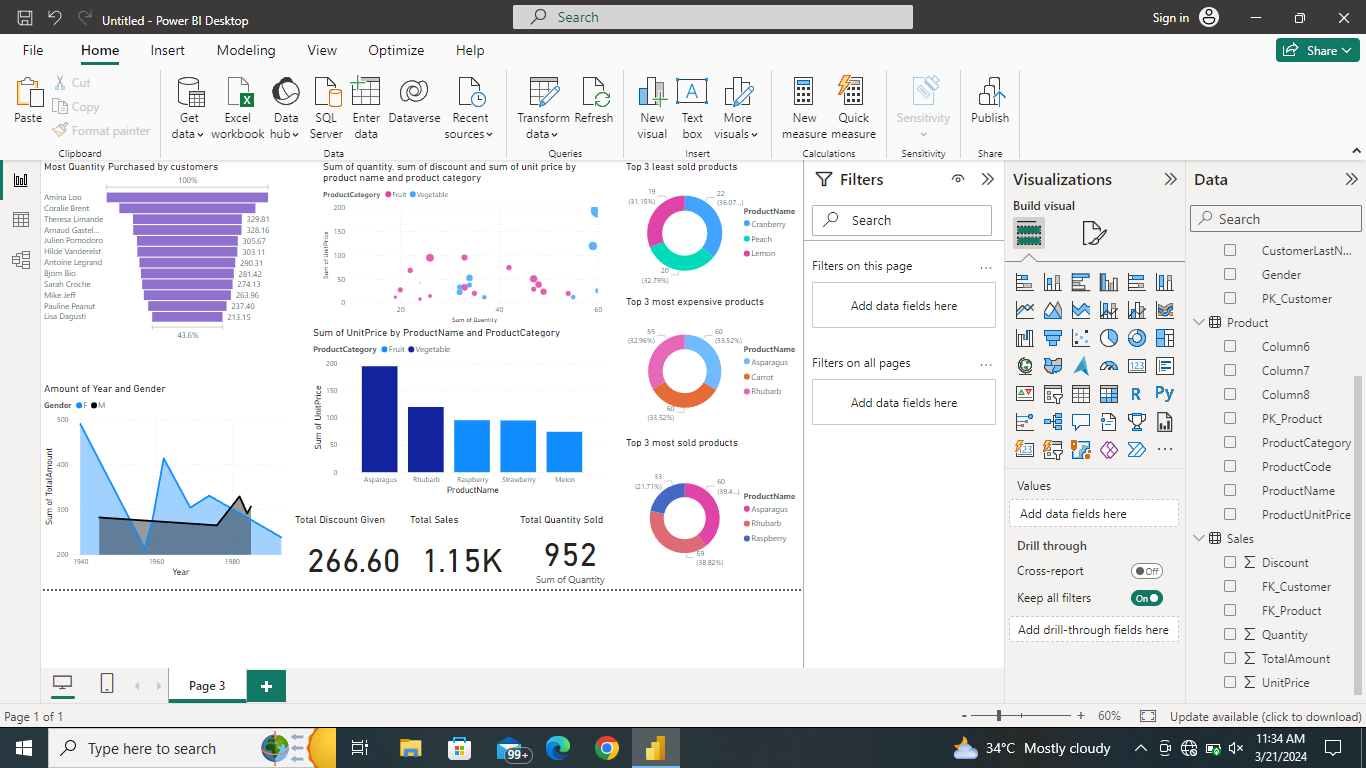 Untitled - Power BI Desktop
Search
Sign in
File Home Insert Modeling View Optimize Help
Share
Paste
Cut
Copy
Format painter
Clipboard
Get data
Excel workbook
Data hub
SQL Server
Enter data
Dataverse
Recent sources
Data
Transform data
Refresh
Queries
New visual
Text box
More visuals
Insert
New measure
Quick measure
Calculations
Sensitivity
Sensitivity
Publish
Share
Most Quantity Purchased by customers
100%
Amina Loo
Coralie Brent
Theresa Limande 329.81
Arnaud Gastel... 328.16
Julien Pomodoro 305.67
Hilde Vanderelst 303.11
Antoine Legrand 290.31
Bjorn Bio 281.42
Sarah Croche 274.13
Mike Jeff 263.96
Pauline Peanut 237.40
Lisa Dagusti 213.15
43.6%
Amount of Year and Gender
Gender F M
Sum of TotalAmount
500
400
300
200
1940 1960 1980
Year
Sum of quantity, sum of discount and sum of unit price by
product name and product category
ProductCategory Fruit Vegetable
Sum of UnitPrice
200
150
100
50
0
20 40 60
Sum of Quantity
Sum of UnitPrice by ProductName and ProductCategory
ProductCategory Fruit Vegetable
Sum of UnitPrice
200
150
100
50
0
Asparagus Rhubarb Raspberry Strawberry Melon
ProductName
Total Discount Given
266.60
Total Sales
1.15K
Total Quantity Sold
952
Sum of Quantity
Top 3 least sold products
19
(31.15%)
22
(36.07...)
20
(32.79%)
ProductName
Cranberry
Peach
Lemon
Top 3 most expensive products
59
(32.96%)
60
(33.52%)
60
(33.52%)
ProductName
Asparagus
Carrot
Rhubarb
Top 3 most sold products
33
(21.71%)
60
(39.4...)
59
(38.82%)
ProductName
Asparagus
Rhubarb
Raspberry
Filters
Search
Filters on this page
...
Add data fields here
Filters on all pages
...
Add data fields here
Visualizations
Build visual
123
R
Py
123
...
Values
Add data fields here
Drill through
Cross-report Off
Keep all filters On
Add drill-through fields here
Data
Search
CustomerLastN...
Gender
PK_Customer
Product
Column6
Column7
Column8
PK_Product
ProductCategory
ProductCode
ProductName
ProductUnitPrice
Sales
Discount
FK_Customer
FK_Product
Quantity
TotalAmount
UnitPrice
Page 3
+
Page 1 of 1
- + 60%
Update available (click to download)
Type here to search
99+
34°C Mostly cloudy
11:34 AM
3/21/2024